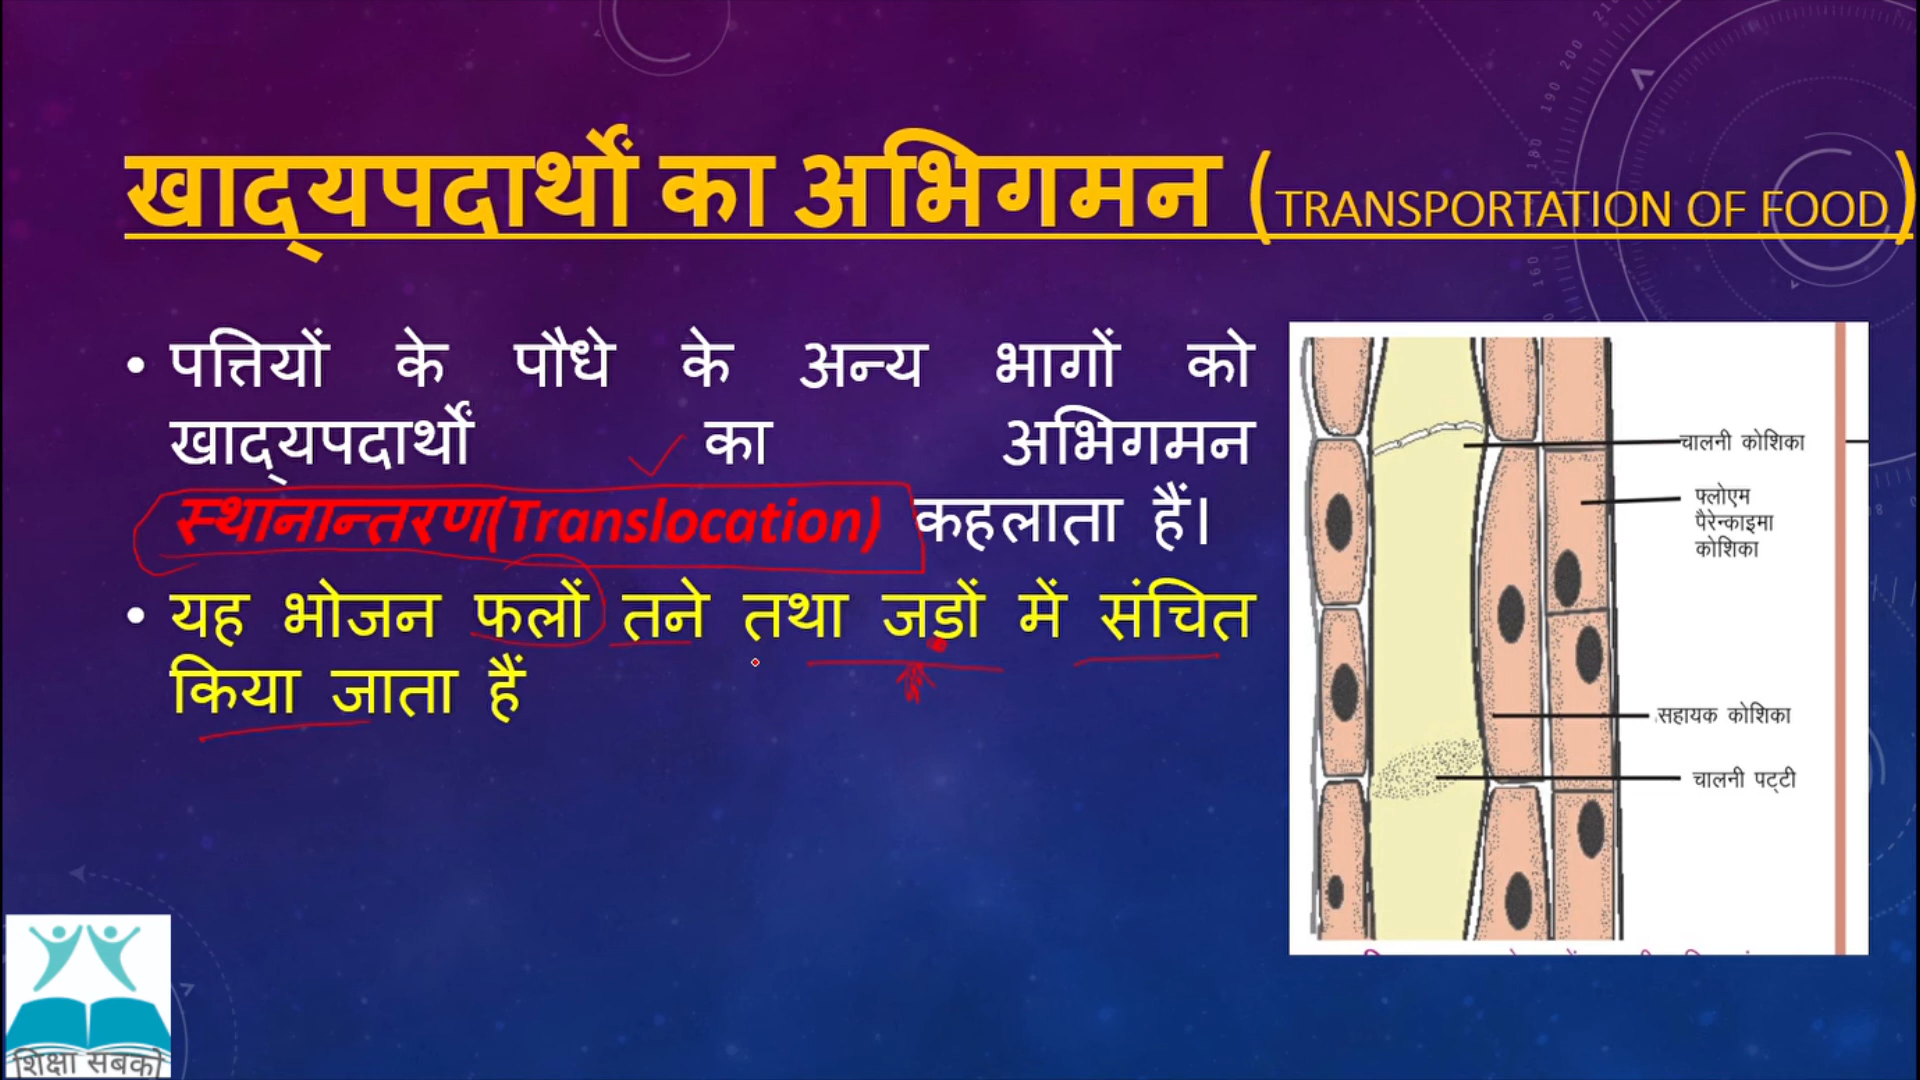 खाद्यपदार्थों का अभिगमन (TRANSPORTATION OF FOOD)
• पत्तियों के पौधे के अन्य भागों को
खाद्यपदार्थों का अभिगमन
स्थानान्तरण(Translocation) कहलाता हैं।
• यह भोजन फलों तने तथा जड़ों में संचित
किया जाता हैं
चालनी कोशिका
फ्लोएम
पैरेन्काइमा
कोशिका
सहायक कोशिका
चालनी पट्टी
शिक्षा सबको